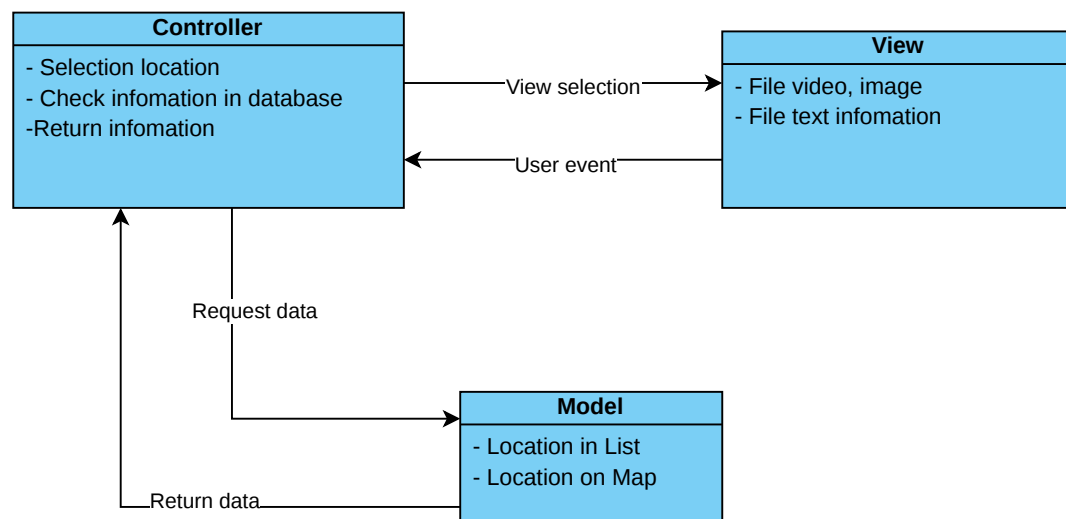 Controller
- Selection location
- Check infomation in database
-Return infomation
View selection
User event
View
- File video, image
- File text infomation
Request data
Model
- Location in List
- Location on Map
Return data